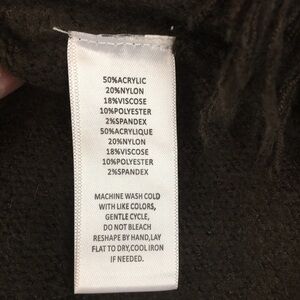 50%ACRYLIC
20%NYLON
18%VISCOSE
10%POLYESTER
2%SPANDEX
50%ACRYLIQUE
20%NYLON
18%VISCOSE
10%POLYESTER
2%SPANDEX
MACHINE WASH COLD
WITH LIKE COLORS,
GENTLE CYCLE,
DO NOT BLEACH
RESHAPE BY HAND,LAY
FLAT TO DRY,COOL IRON
IF NEEDED.